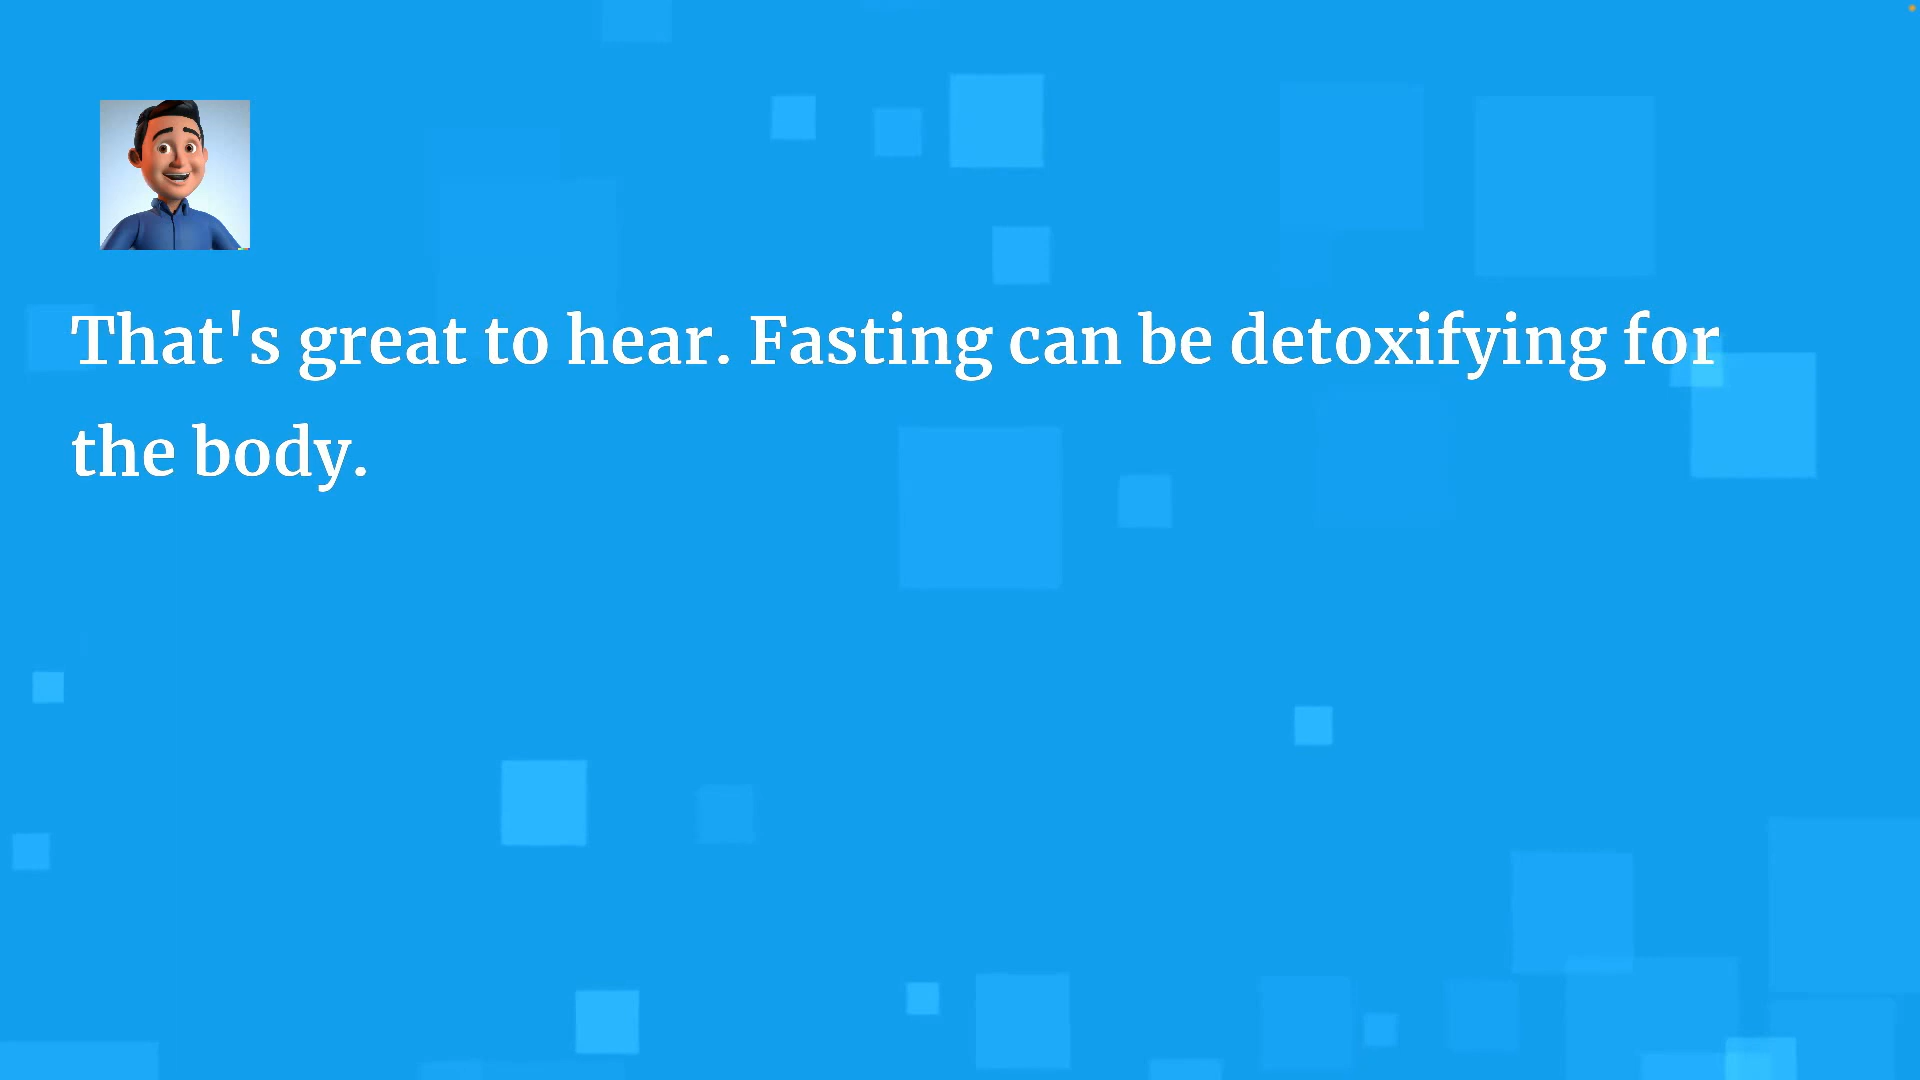 That's great to hear. Fasting can be detoxifying for
the body.